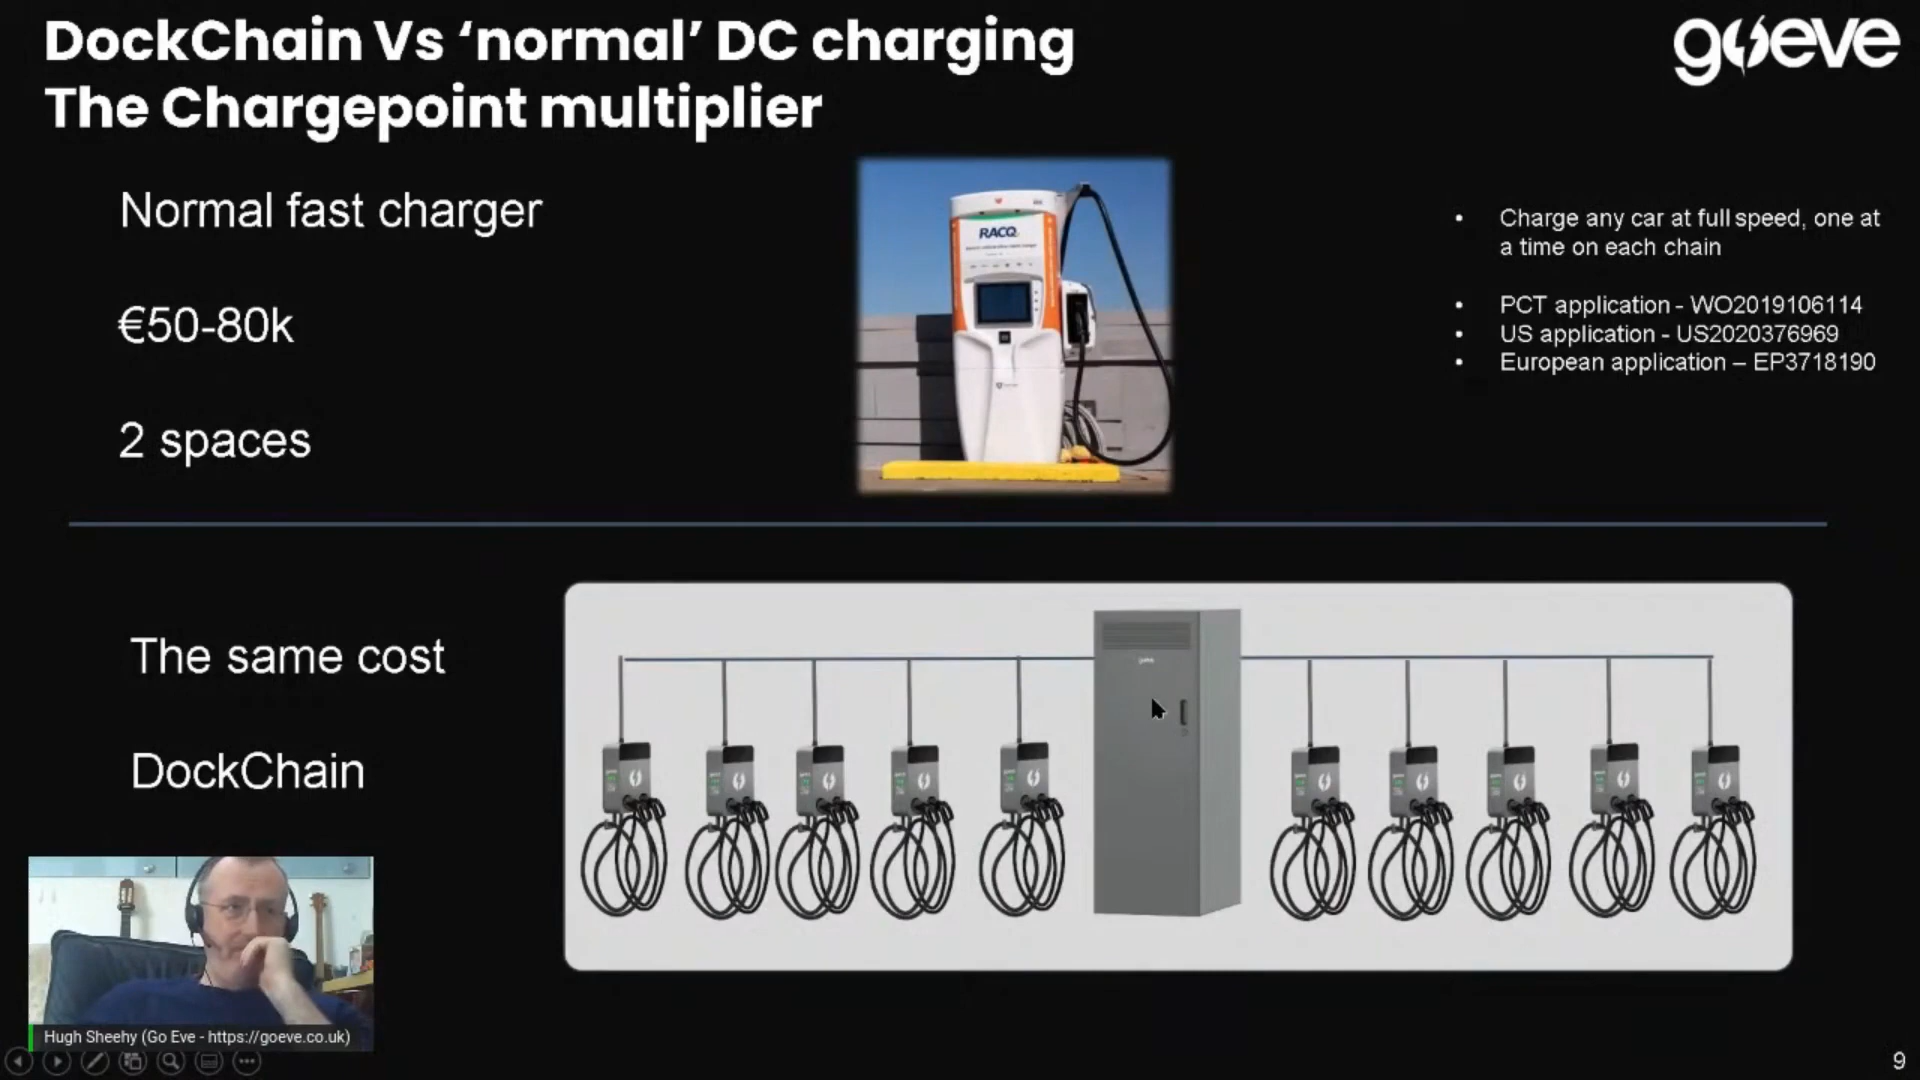 DockChain Vs ‘normal’ DC charging
The Chargepoint multiplier
goeve
Normal fast charger
€50-80k
2 spaces
RACQ
• Charge any car at full speed, one at
a time on each chain
• PCT application - WO2019106114
• US application - US2020376969
• European application – EP3718190
The same cost
DockChain
Hugh Sheehy (Go Eve - https://goeve.co.uk)
9